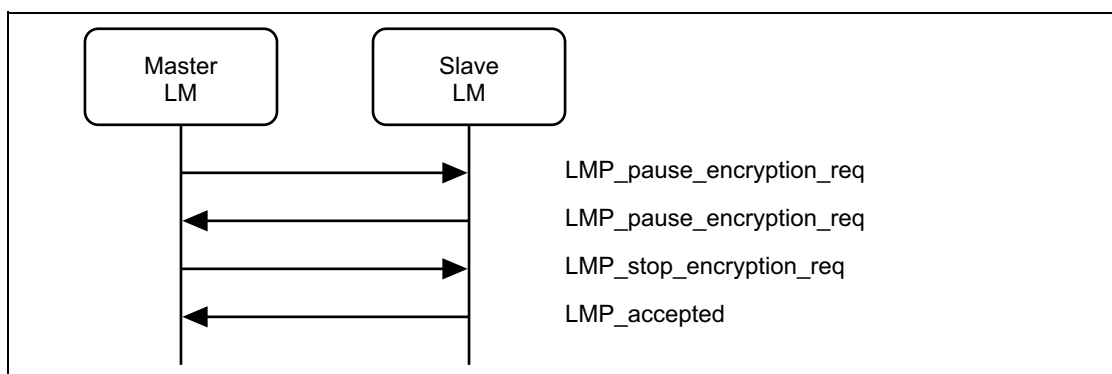 Master
LM
Slave
LM
LMP_pause_encryption_req
LMP_pause_encryption_req
LMP_stop_encryption_req
LMP_accepted